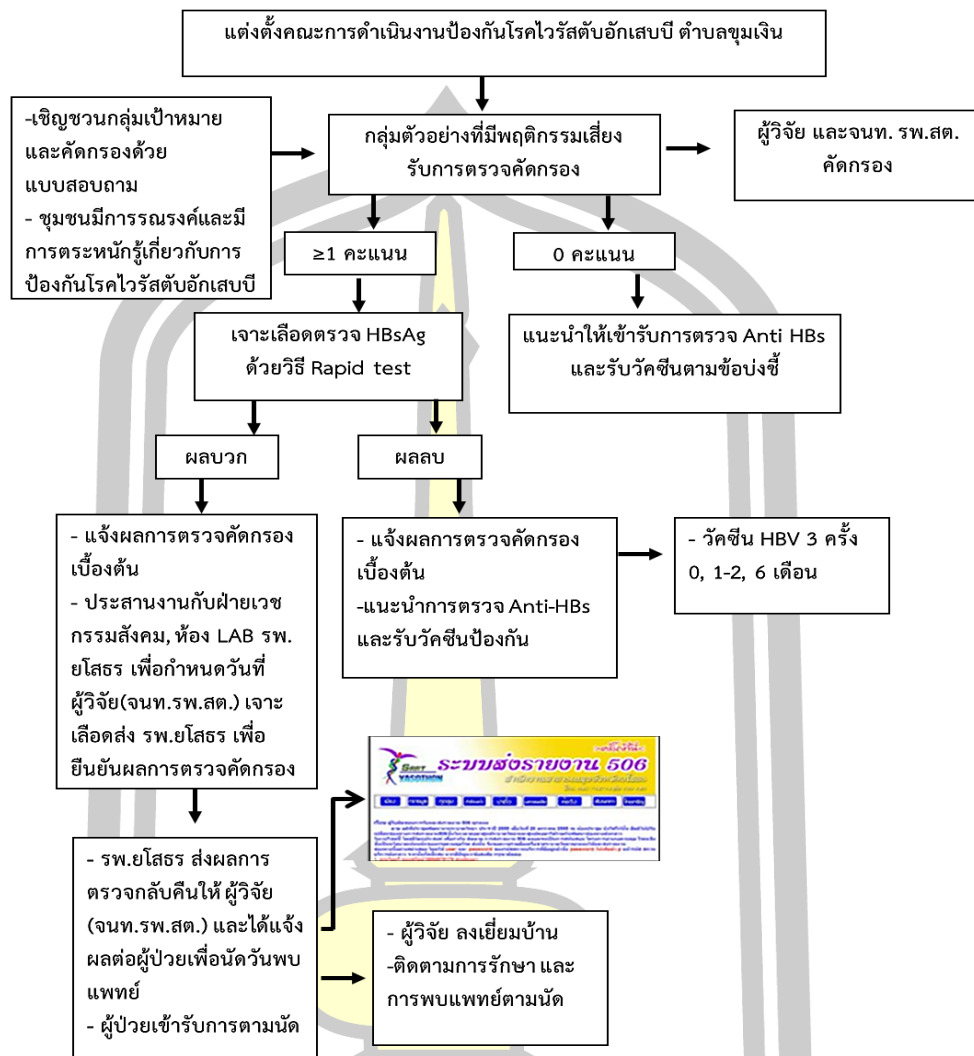 แต่งตั้งคณะการดำเนินงานป้องกันโรคไวรัสตับอักเสบบี ตำบลขุมเงิน
-เชิญชวนกลุ่มเป้าหมาย
และคัดกรองด้วย
แบบสอบถาม
- ชุมชนมีการรณรงค์และมี
การตระหนักรู้เกี่ยวกับการ
ป้องกันโรคไวรัสตับอักเสบบี
กลุ่มตัวอย่างที่มีพฤติกรรมเสี่ยง
รับการตรวจคัดกรอง
ผู้วิจัย และจนท. รพ.สต.
คัดกรอง
≥1 คะแนน
0 คะแนน
เจาะเลือดตรวจ HBsAg
ด้วยวิธี Rapid test
แนะนำให้เข้ารับการตรวจ Anti HBs
และรับวัคซีนตามข้อบ่งชี้
ผลบวก
ผลลบ
- แจ้งผลการตรวจคัดกรอง
เบื้องต้น
- ประสานงานกับฝ่ายเวช
กรรมสังคม, ห้อง LAB รพ.
ยโสธร เพื่อกำหนดวันที่
ผู้วิจัย(จนท.รพ.สต.) เจาะ
เลือดส่ง รพ.ยโสธร เพื่อ
ยืนยันผลการตรวจคัดกรอง
- แจ้งผลการตรวจคัดกรอง
เบื้องต้น
-แนะนำการตรวจ Anti-HBs
และรับวัคซีนป้องกัน
- วัคซีน HBV 3 ครั้ง
0, 1-2, 6 เดือน
ระบบส่งรายงาน 506
YASOTHON
- รพ.ยโสธร ส่งผลการ
ตรวจกลับคืนให้ ผู้วิจัย
(จนท.รพ.สต.) และได้แจ้ง
ผลต่อผู้ป่วยเพื่อนัดวันพบ
แพทย์
- ผู้ป่วยเข้ารับการตามนัด
- ผู้วิจัย ลงเยี่ยมบ้าน
-ติดตามการรักษา และ
การพบแพทย์ตามนัด